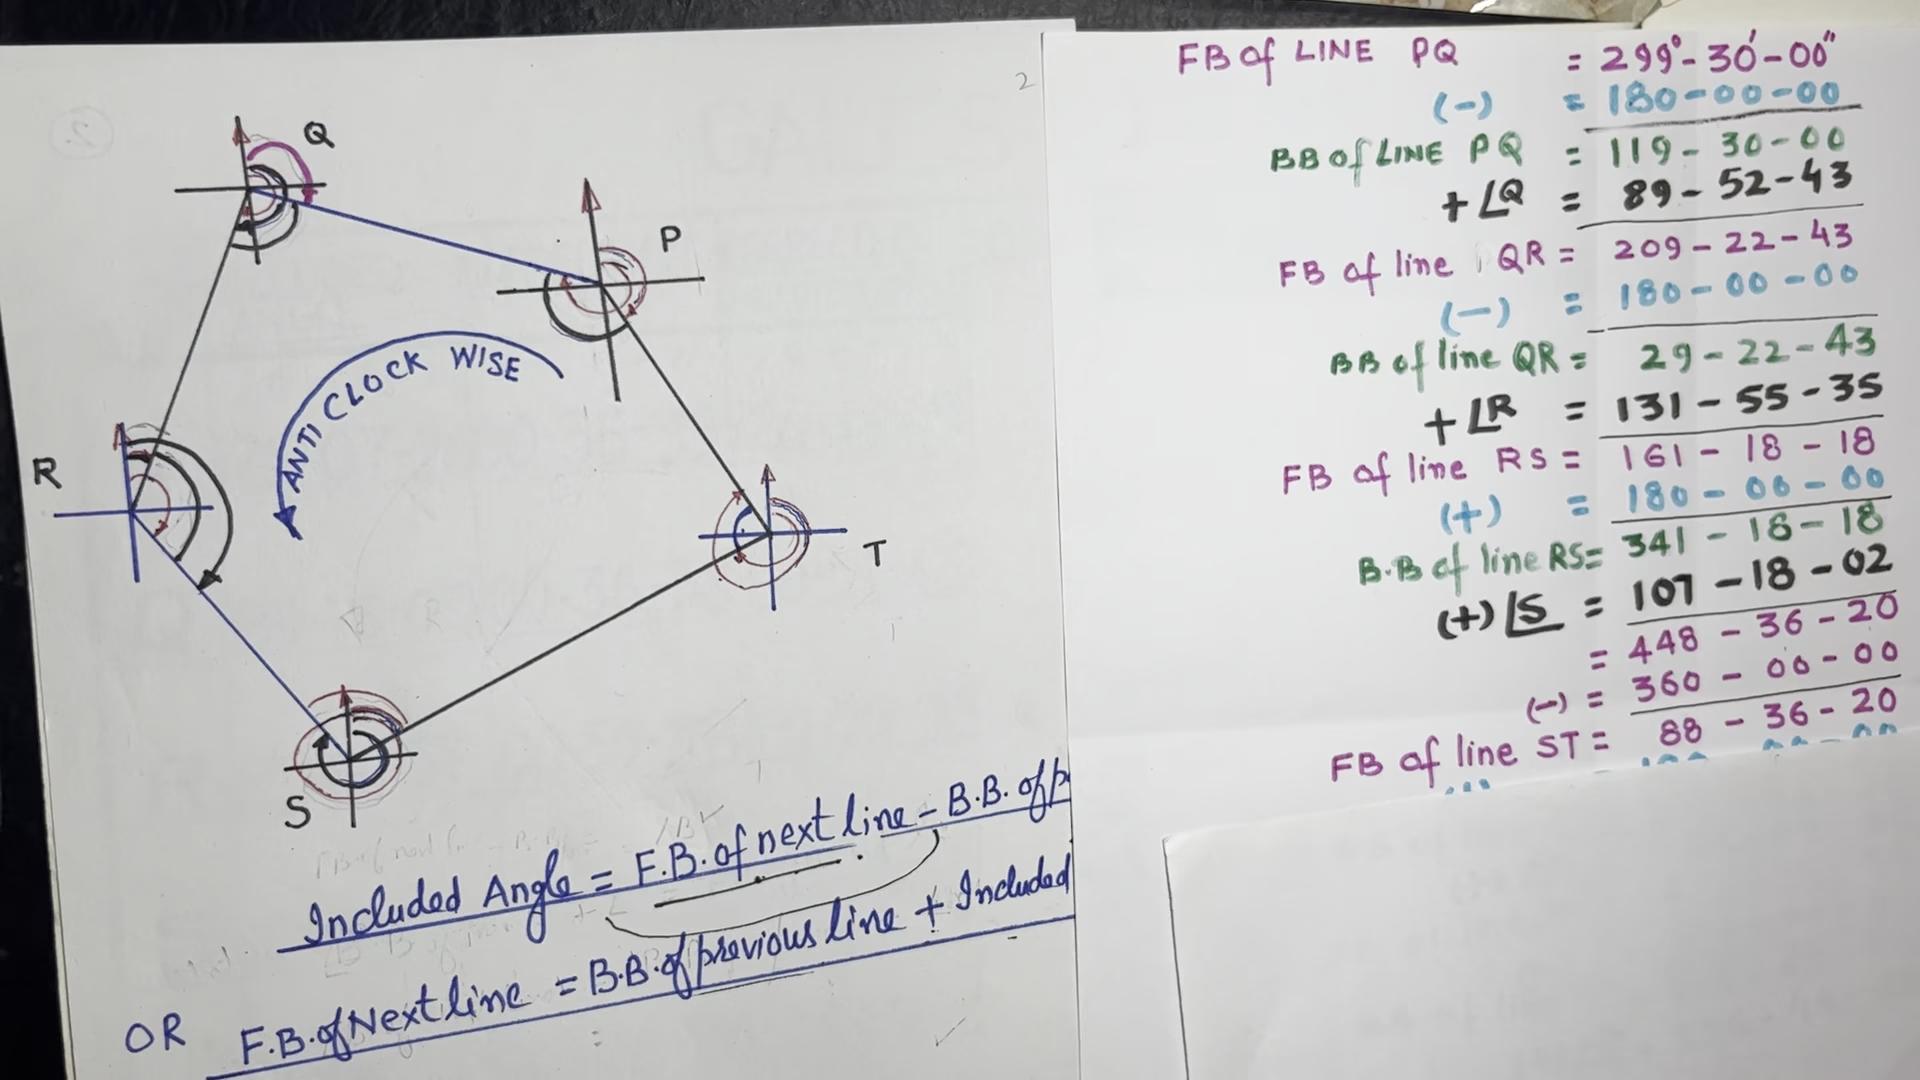 2
Q
P
ANTI CLOCK WISE
R
T
S
Included Angle = F.B. of next line - B.B. of
OR F.B. of Next line = B.B. of previous line + Included
FB of LINE PQ = 299°-30'-00"
(-) = 180-00-00
BB of LINE PQ = 119-30-00
+ ∠Q = 89-52-43
FB of line QR = 209-22-43
(-) = 180-00-00
BB of line QR = 29-22-43
+ ∠R = 131-55-35
FB of line RS = 161-18-18
(+) = 180-00-00
B.B of line RS = 341-18-18
(+) ∠S = 107-18-02
= 448-36-20
(-) = 360-00-00
FB of line ST = 88-36-20